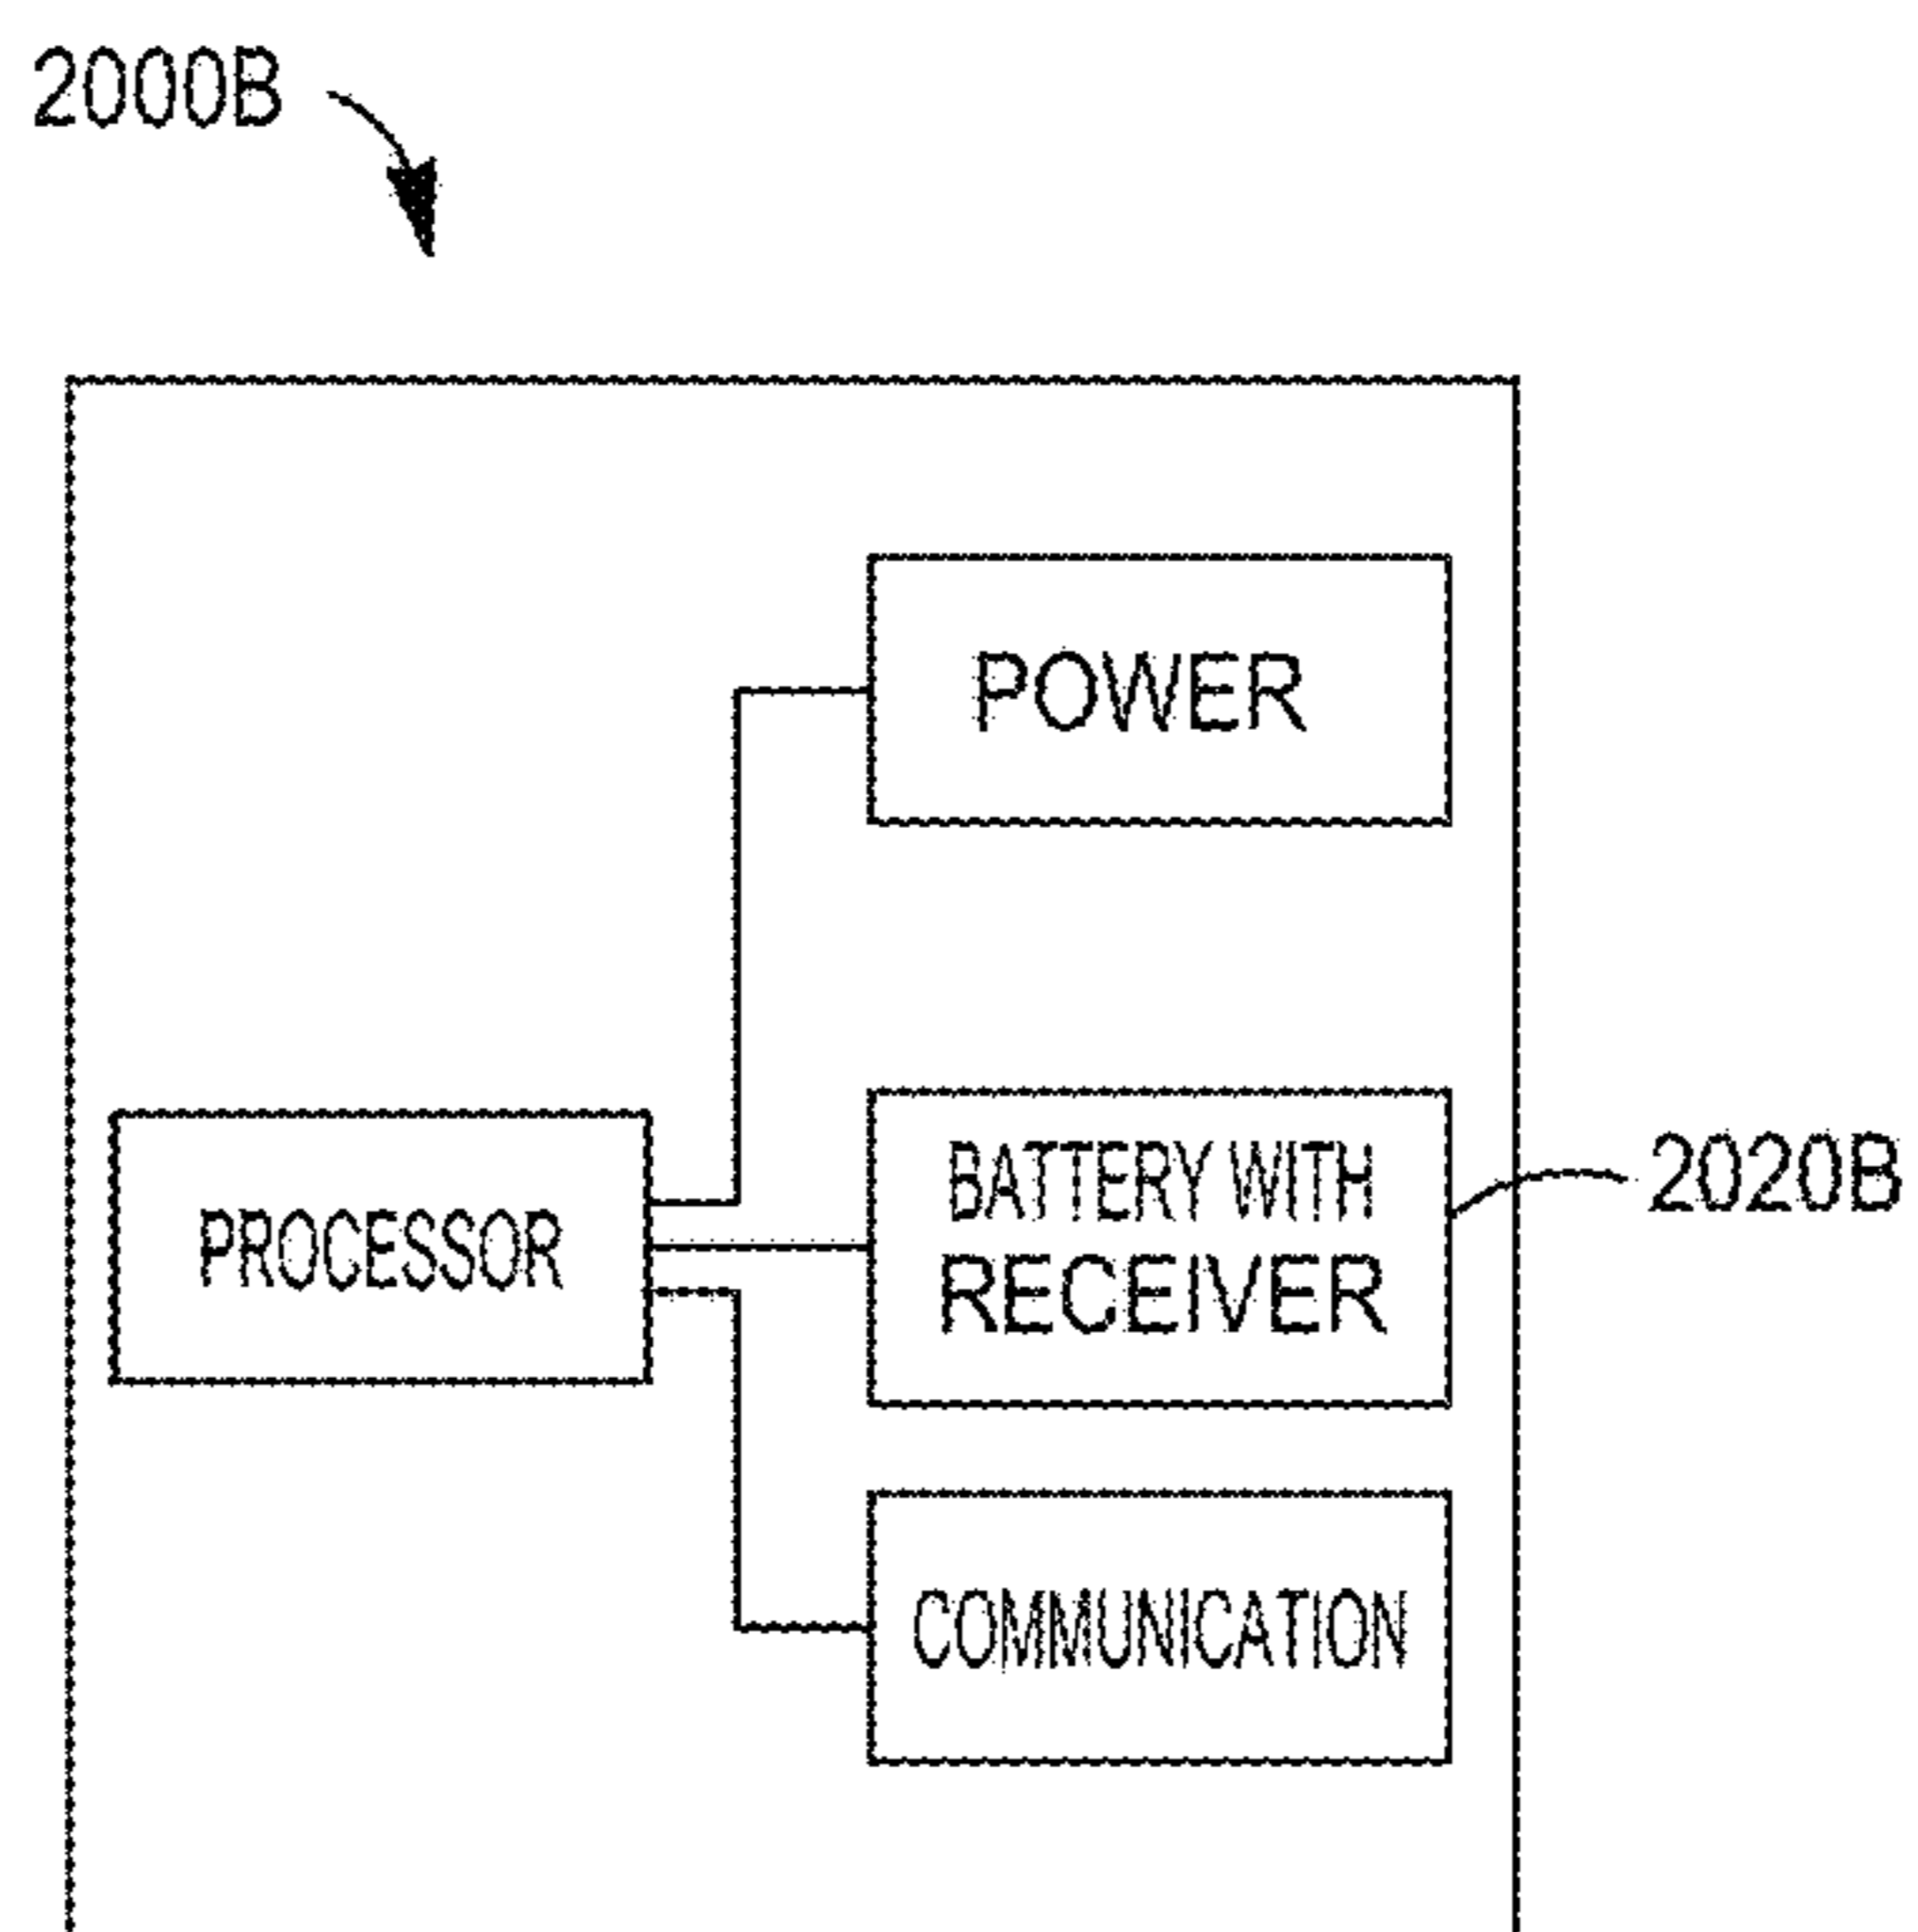 2000B
POWER
BATTERY WITH
RECEIVER
2020B
PROCESSOR
COMMUNICATION